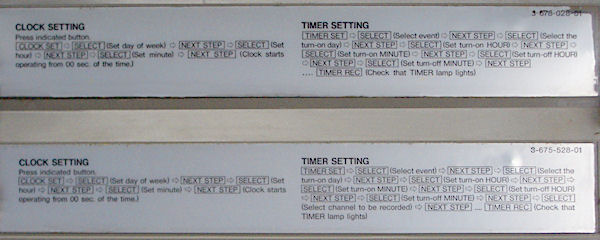 3-678-028-01
CLOCK SETTING
Press indicated button.
CLOCK SET ⇨ SELECT (Set day of week) ⇨ NEXT STEP ⇨ SELECT (Set
hour) ⇨ NEXT STEP ⇨ SELECT (Set minute) ⇨ NEXT STEP (Clock starts
operating from 00 sec. of the time.)
TIMER SETTING
TIMER SET ⇨ SELECT (Select event) ⇨ NEXT STEP ⇨ SELECT (Select the
turn-on day) ⇨ NEXT STEP ⇨ SELECT (Set turn-on HOUR) ⇨ NEXT STEP ⇨
SELECT (Set turn-on MINUTE) ⇨ NEXT STEP ⇨ SELECT (Set turn-off HOUR)
⇨ NEXT STEP ⇨ SELECT (Set turn-off MINUTE) ⇨ NEXT STEP
.... TIMER REC (Check that TIMER lamp lights)
3-675-528-01
CLOCK SETTING
Press indicated button.
CLOCK SET ⇨ SELECT (Set day of week) ⇨ NEXT STEP ⇨ SELECT (Set
hour) ⇨ NEXT STEP ⇨ SELECT (Set minute) ⇨ NEXT STEP (Clock starts
operating from 00 sec. of the time.)
TIMER SETTING
TIMER SET ⇨ SELECT (Select event) ⇨ NEXT STEP ⇨ SELECT (Select the
turn-on day) ⇨ NEXT STEP ⇨ SELECT (Set turn-on HOUR) ⇨ NEXT STEP ⇨
SELECT (Set turn-on MINUTE) ⇨ NEXT STEP ⇨ SELECT (Set turn-off HOUR)
⇨ NEXT STEP ⇨ SELECT (Set turn-off MINUTE) ⇨ NEXT STEP ⇨ SELECT
(Select channel to be recorded) ⇨ NEXT STEP ... TIMER REC (Check that
TIMER lamp lights)